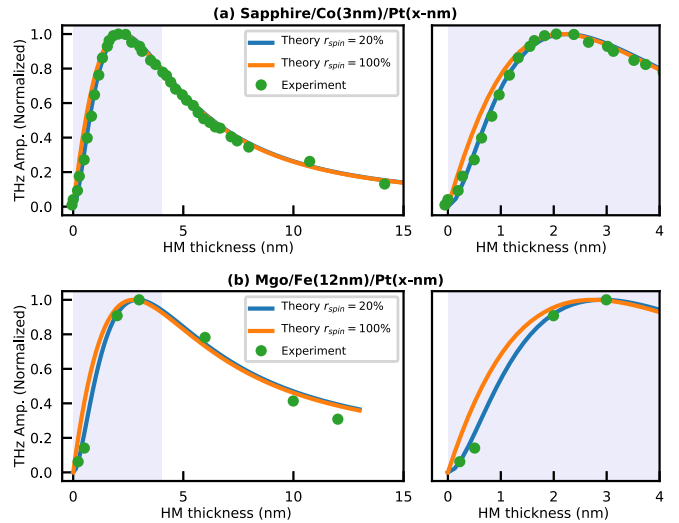 (a) Sapphire/Co(3nm)/Pt(x-nm)
THz Amp. (Normalized)
1.0
0.8
0.6
0.4
0.2
0.0
Theory r_spin = 20%
Theory r_spin = 100%
Experiment
0 5 10 15
HM thickness (nm)
0 1 2 3 4
HM thickness (nm)
(b) Mgo/Fe(12nm)/Pt(x-nm)
THz Amp. (Normalized)
1.0
0.8
0.6
0.4
0.2
0.0
Theory r_spin = 20%
Theory r_spin = 100%
Experiment
0 5 10 15
HM thickness (nm)
0 1 2 3 4
HM thickness (nm)